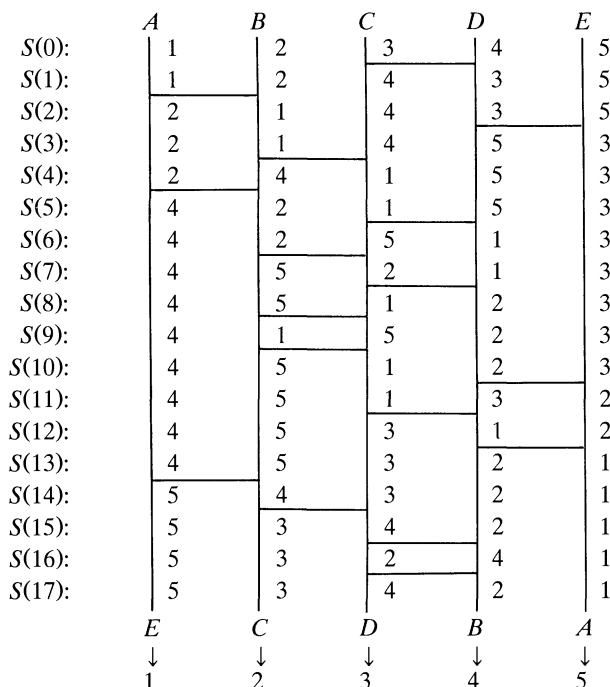 A B C D E
S(0): 1 2 3 4 5
S(1): 1 2 4 3 5
S(2): 2 1 4 3 5
S(3): 2 1 4 5 3
S(4): 2 4 1 5 3
S(5): 4 2 1 5 3
S(6): 4 2 5 1 3
S(7): 4 5 2 1 3
S(8): 4 5 1 2 3
S(9): 4 1 5 2 3
S(10): 4 5 1 2 3
S(11): 4 5 1 3 2
S(12): 4 5 3 1 2
S(13): 4 5 3 2 1
S(14): 5 4 3 2 1
S(15): 5 3 4 2 1
S(16): 5 3 2 4 1
S(17): 5 3 4 2 1
E C D B A
↓ ↓ ↓ ↓ ↓
1 2 3 4 5